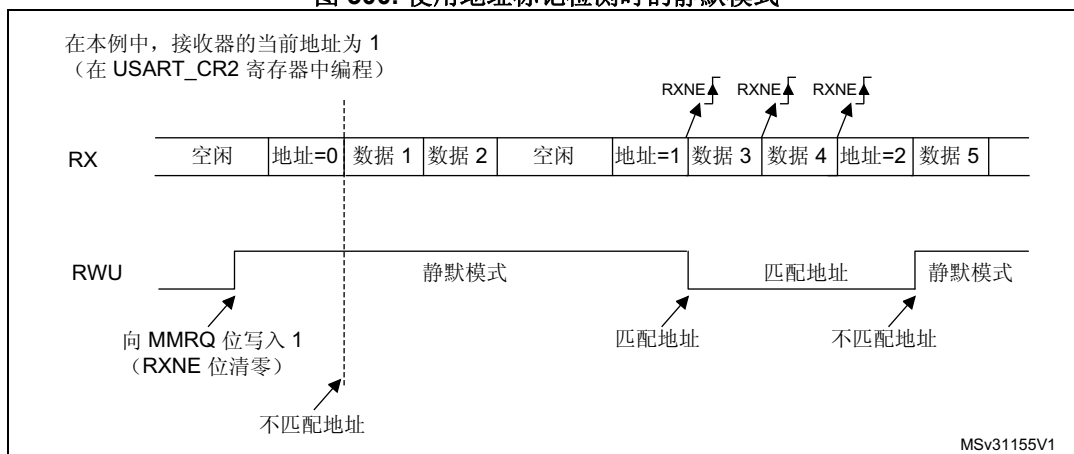 在本例中，接收器的当前地址为 1
（在 USART_CR2 寄存器中编程）
RXNE RXNE RXNE
RX 空闲 地址=0 数据 1 数据 2 空闲 地址=1 数据 3 数据 4 地址=2 数据 5
RWU 静默模式 匹配地址 静默模式
向 MMRQ 位写入 1
（RXNE 位清零）
匹配地址 不匹配地址
不匹配地址
MSv31155V1